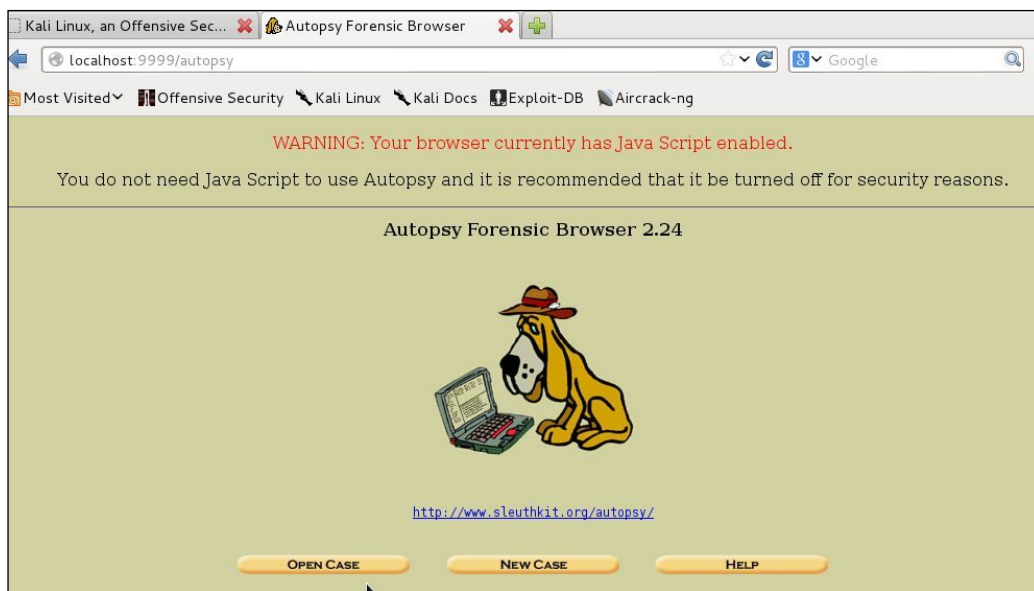 Kali Linux, an Offensive Sec...
Autopsy Forensic Browser
localhost:9999/autopsy
Google
Most Visited
Offensive Security
Kali Linux
Kali Docs
Exploit-DB
Aircrack-ng
WARNING: Your browser currently has Java Script enabled.
You do not need Java Script to use Autopsy and it is recommended that it be turned off for security reasons.
Autopsy Forensic Browser 2.24
http://www.sleuthkit.org/autopsy/
OPEN CASE
NEW CASE
HELP